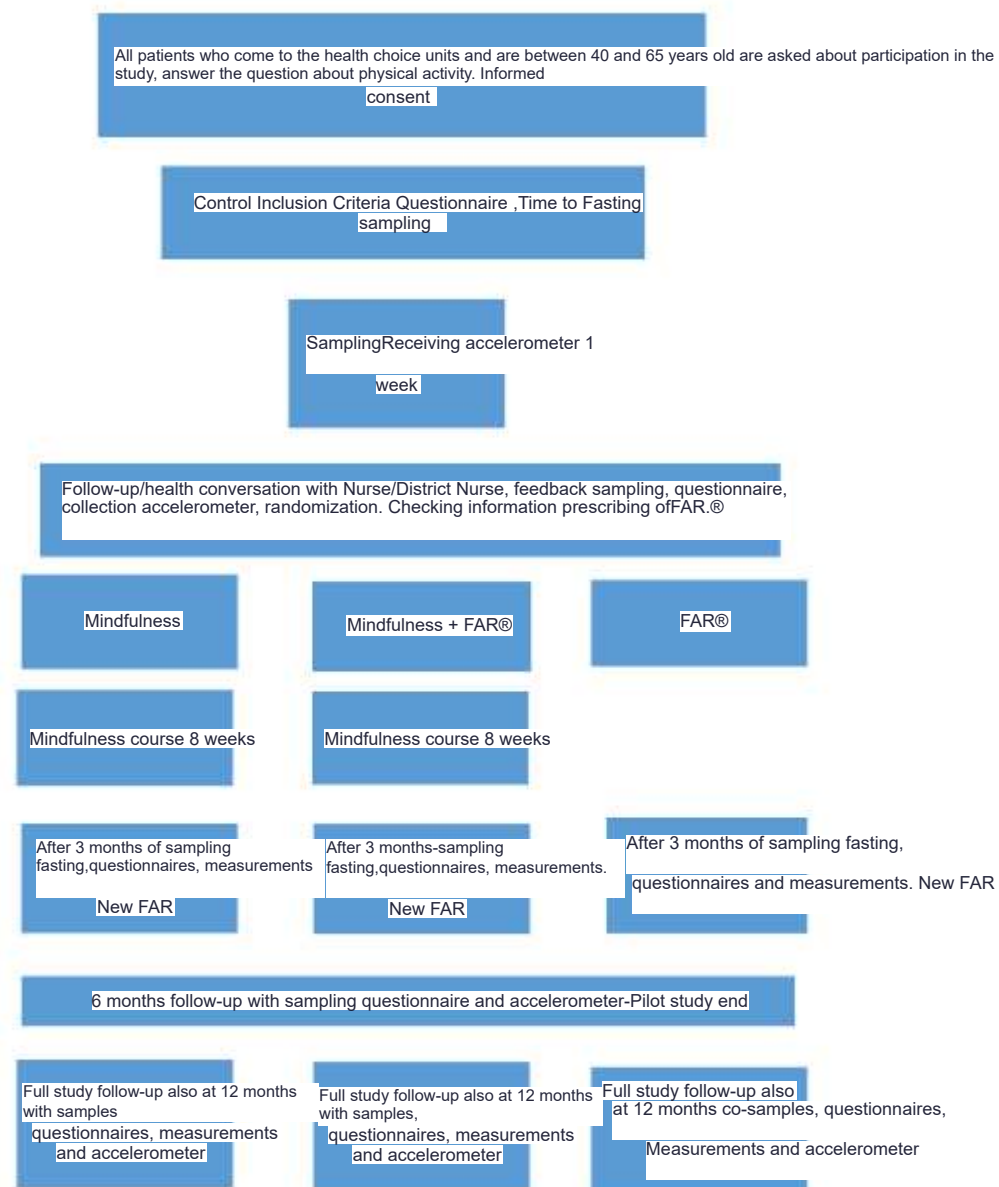 All patients who come to the health choice units and are between 40 and 65 years old are asked about participation in the
study, answer the question about physical activity. Informed
consent
Control Inclusion Criteria Questionnaire ,Time to Fasting
sampling
SamplingReceiving accelerometer 1
week
Follow-up/health conversation with Nurse/District Nurse, feedback sampling, questionnaire,
collection accelerometer, randomization. Checking information prescribing ofFAR.®
Mindfulness
Mindfulness + FAR®
FAR®
Mindfulness course 8 weeks
Mindfulness course 8 weeks
After 3 months of sampling
fasting,questionnaires, measurements
New FAR
After 3 months-sampling
fasting,questionnaires, measurements.
New FAR
After 3 months of sampling fasting,
questionnaires and measurements. New FAR
6 months follow-up with sampling questionnaire and accelerometer-Pilot study end
Full study follow-up also at 12 months
with samples
questionnaires, measurements
and accelerometer
Full study follow-up also at 12 months
with samples,
questionnaires, measurements
and accelerometer
Full study follow-up also
at 12 months co-samples, questionnaires,
Measurements and accelerometer